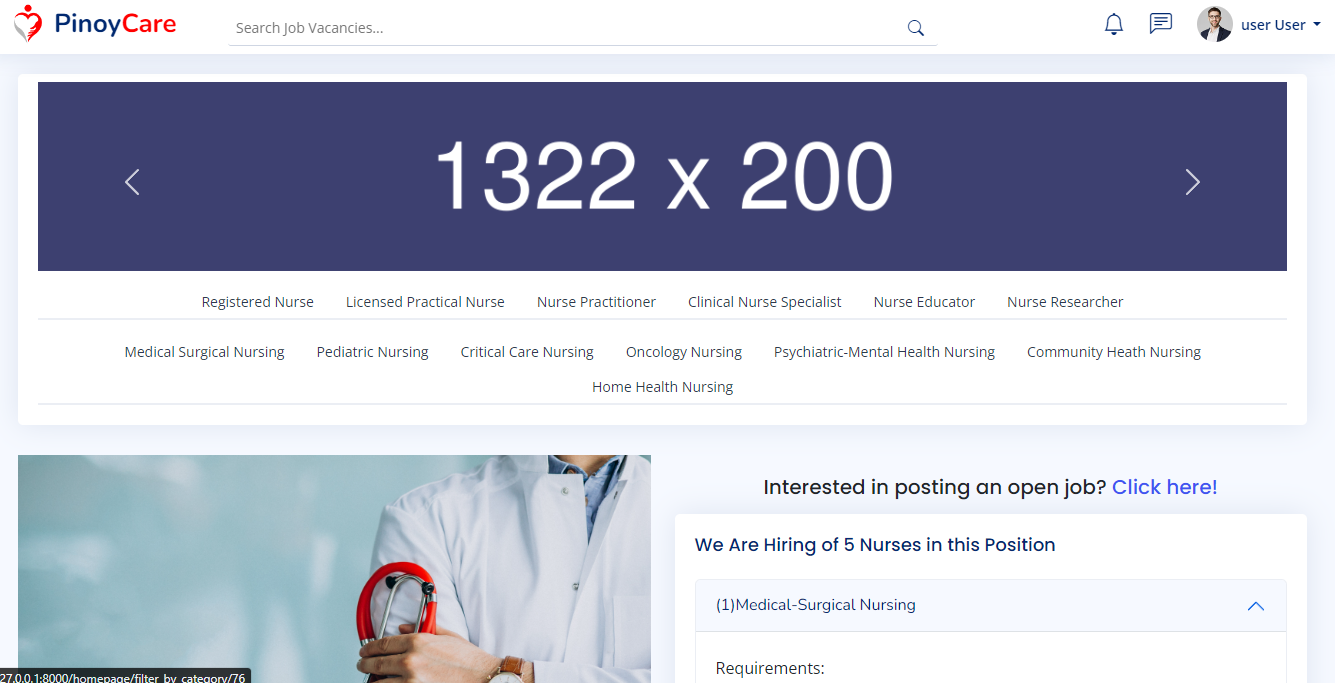 PinoyCare
Search Job Vacancies...
user User
1322 x 200
Registered Nurse Licensed Practical Nurse Nurse Practitioner Clinical Nurse Specialist Nurse Educator Nurse Researcher
Medical Surgical Nursing Pediatric Nursing Critical Care Nursing Oncology Nursing Psychiatric-Mental Health Nursing Community Heath Nursing
Home Health Nursing
Interested in posting an open job? Click here!
We Are Hiring of 5 Nurses in this Position
(1)Medical-Surgical Nursing
Requirements:
27.0.0.1:8000/homepage/filter_by_category/76